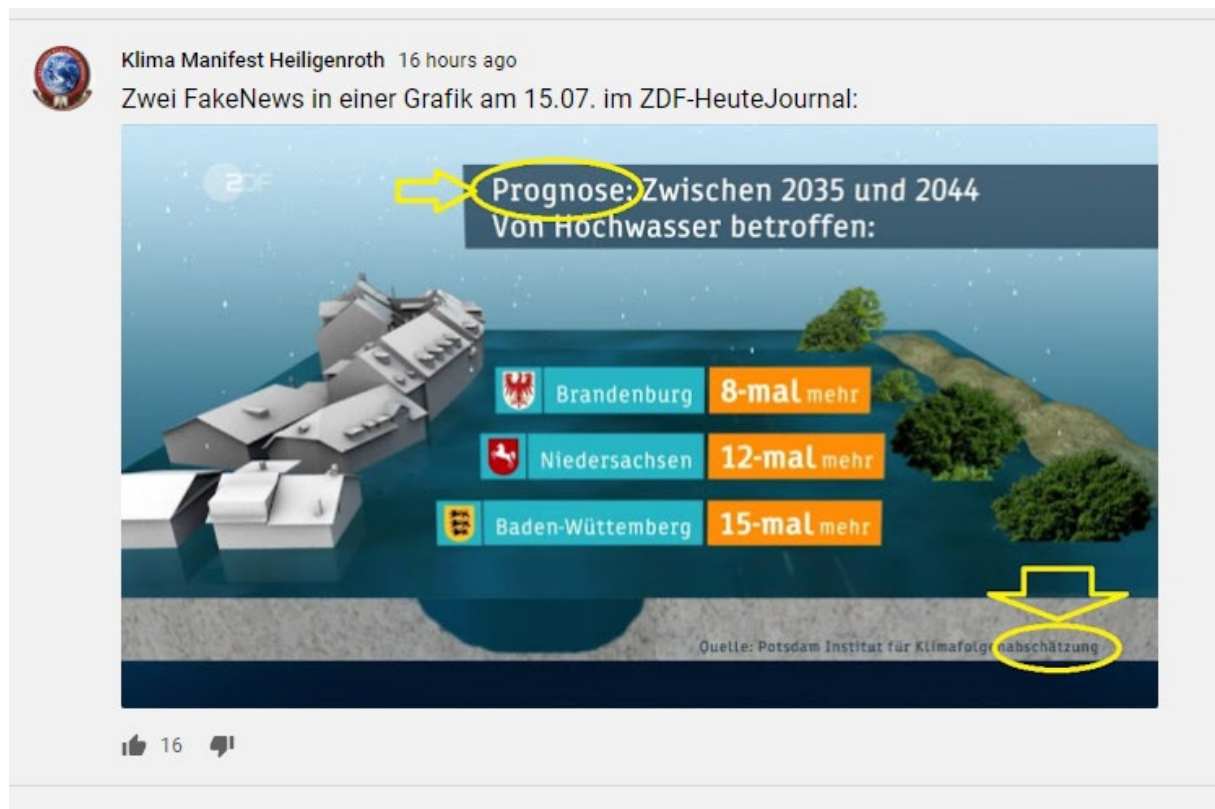 Klima Manifest Heiligenroth 16 hours ago
Zwei FakeNews in einer Grafik am 15.07. im ZDF-HeuteJournal:
ZDF
Prognose: Zwischen 2035 und 2044
Von Hochwasser betroffen:
Brandenburg 8-mal mehr
Niedersachsen 12-mal mehr
Baden-Wüttemberg 15-mal mehr
Quelle: Potsdam Institut für Klimafolgenabschätzung
16